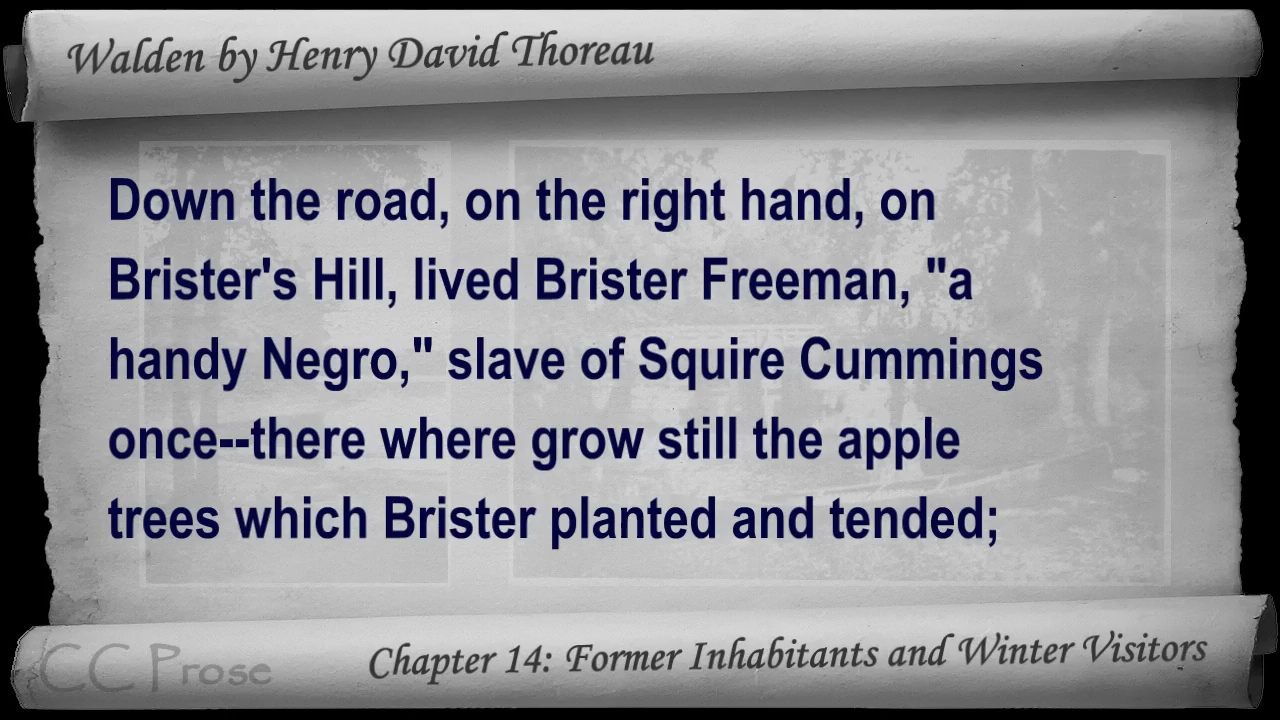 Walden by Henry David Thoreau
Down the road, on the right hand, on
Brister's Hill, lived Brister Freeman, "a
handy Negro," slave of Squire Cummings
once--there where grow still the apple
trees which Brister planted and tended;
CC Prose
Chapter 14: Former Inhabitants and Winter Visitors